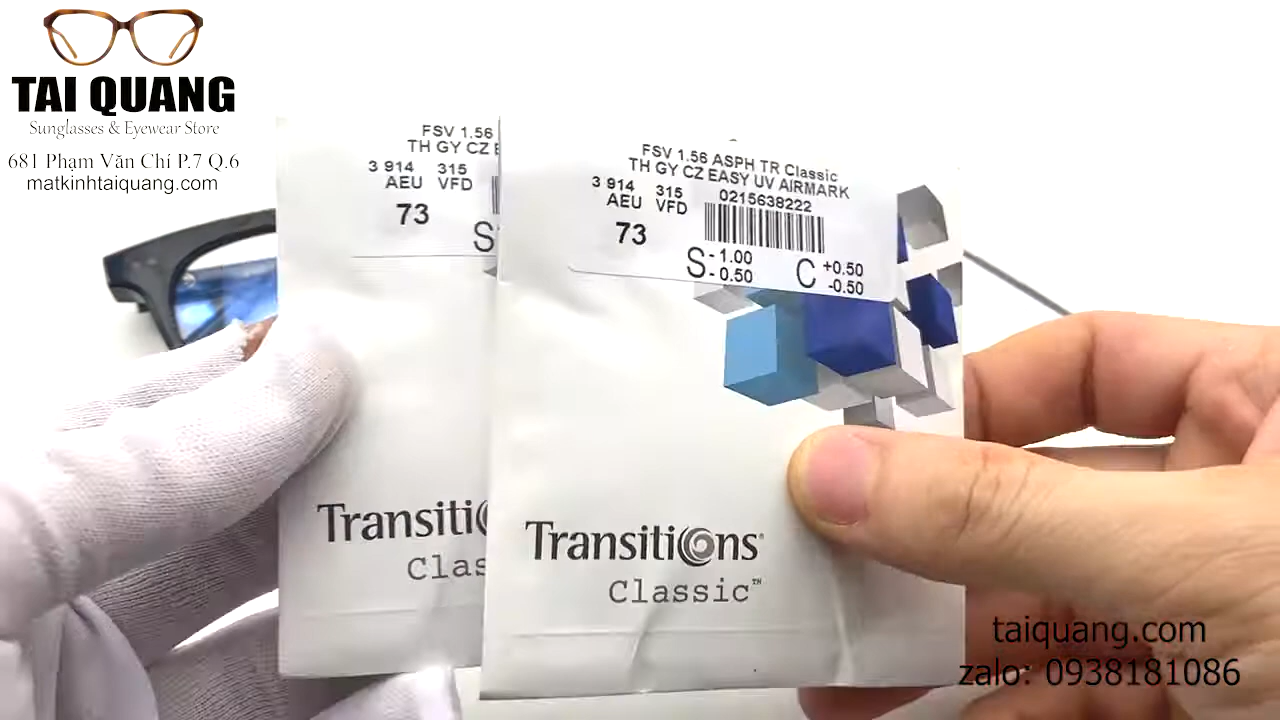 TAI QUANG
Sunglasses & Eyewear Store
681 Phạm Văn Chí P.7 Q.6
matkinhtaiquang.com
FSV 1.56
TH GY CZ E
3 914 315
AEU VFD
73
S
Transiti
Clas
FSV 1.56 ASPH TR Classic
TH GY CZ EASY UV AIRMARK
3 914 315 0215638222
AEU VFD
73
S - 1.00 C +0.50
- 0.50 -0.50
Transitions®
Classic™
taiquang.com
zalo: 0938181086